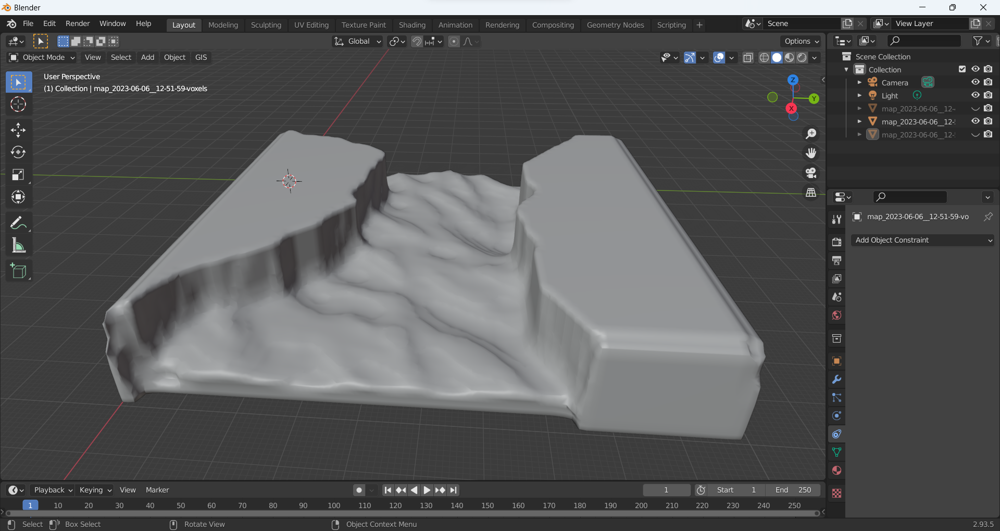 Blender
File Edit Render Window Help Layout Modeling Sculpting UV Editing Texture Paint Shading Animation Rendering Compositing Geometry Nodes Scripting + Scene View Layer
Global Options
Object Mode View Select Add Object GIS
User Perspective
(1) Collection | map_2023-06-06__12-51-59-voxels
Z
Y
X
Scene Collection
Collection
Camera
Light
map_2023-06-06__12-
map_2023-06-06__12-
map_2023-06-06__12-
map_2023-06-06__12-51-59-vo
Add Object Constraint
Playback Keying View Marker 1 Start 1 End 250
1 10 20 30 40 50 60 70 80 90 100 110 120 130 140 150 160 170 180 190 200 210 220 230 240 250
Select Box Select Rotate View Object Context Menu 2.93.5